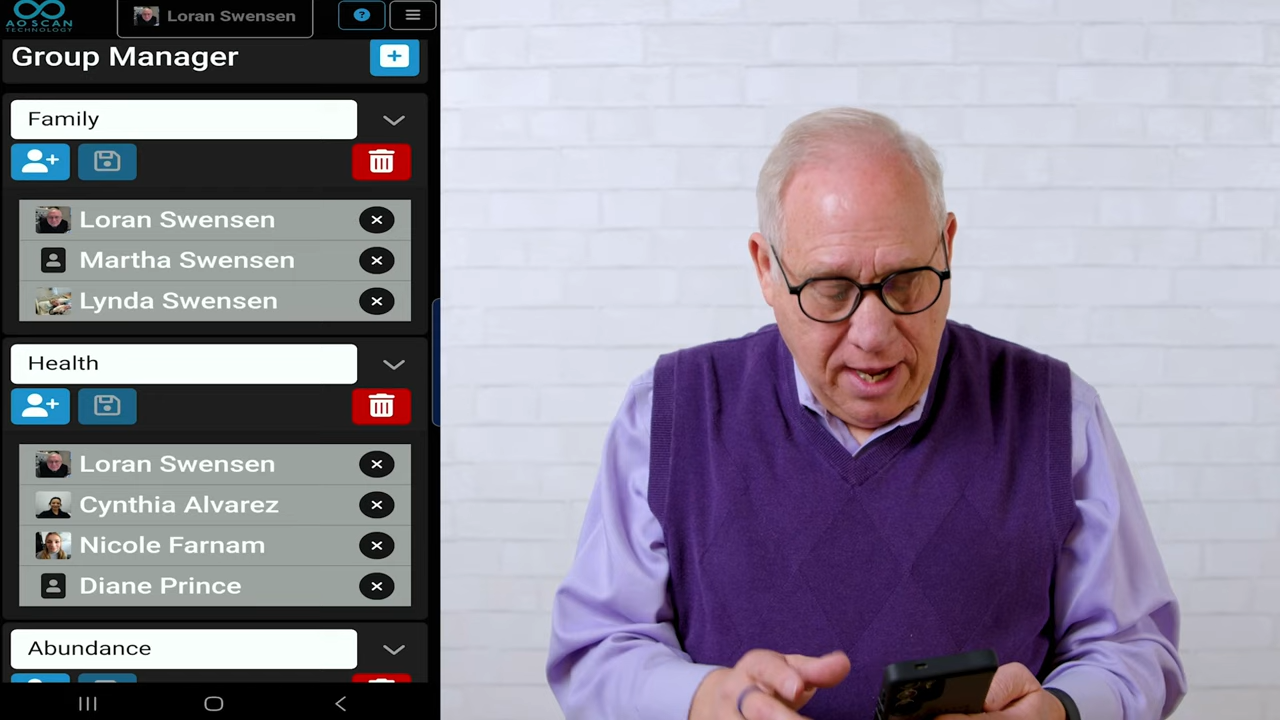 AO SCAN
TECHNOLOGY
Loran Swensen
?
Group Manager
Family
Loran Swensen
Martha Swensen
Lynda Swensen
Health
Loran Swensen
Cynthia Alvarez
Nicole Farnam
Diane Prince
Abundance